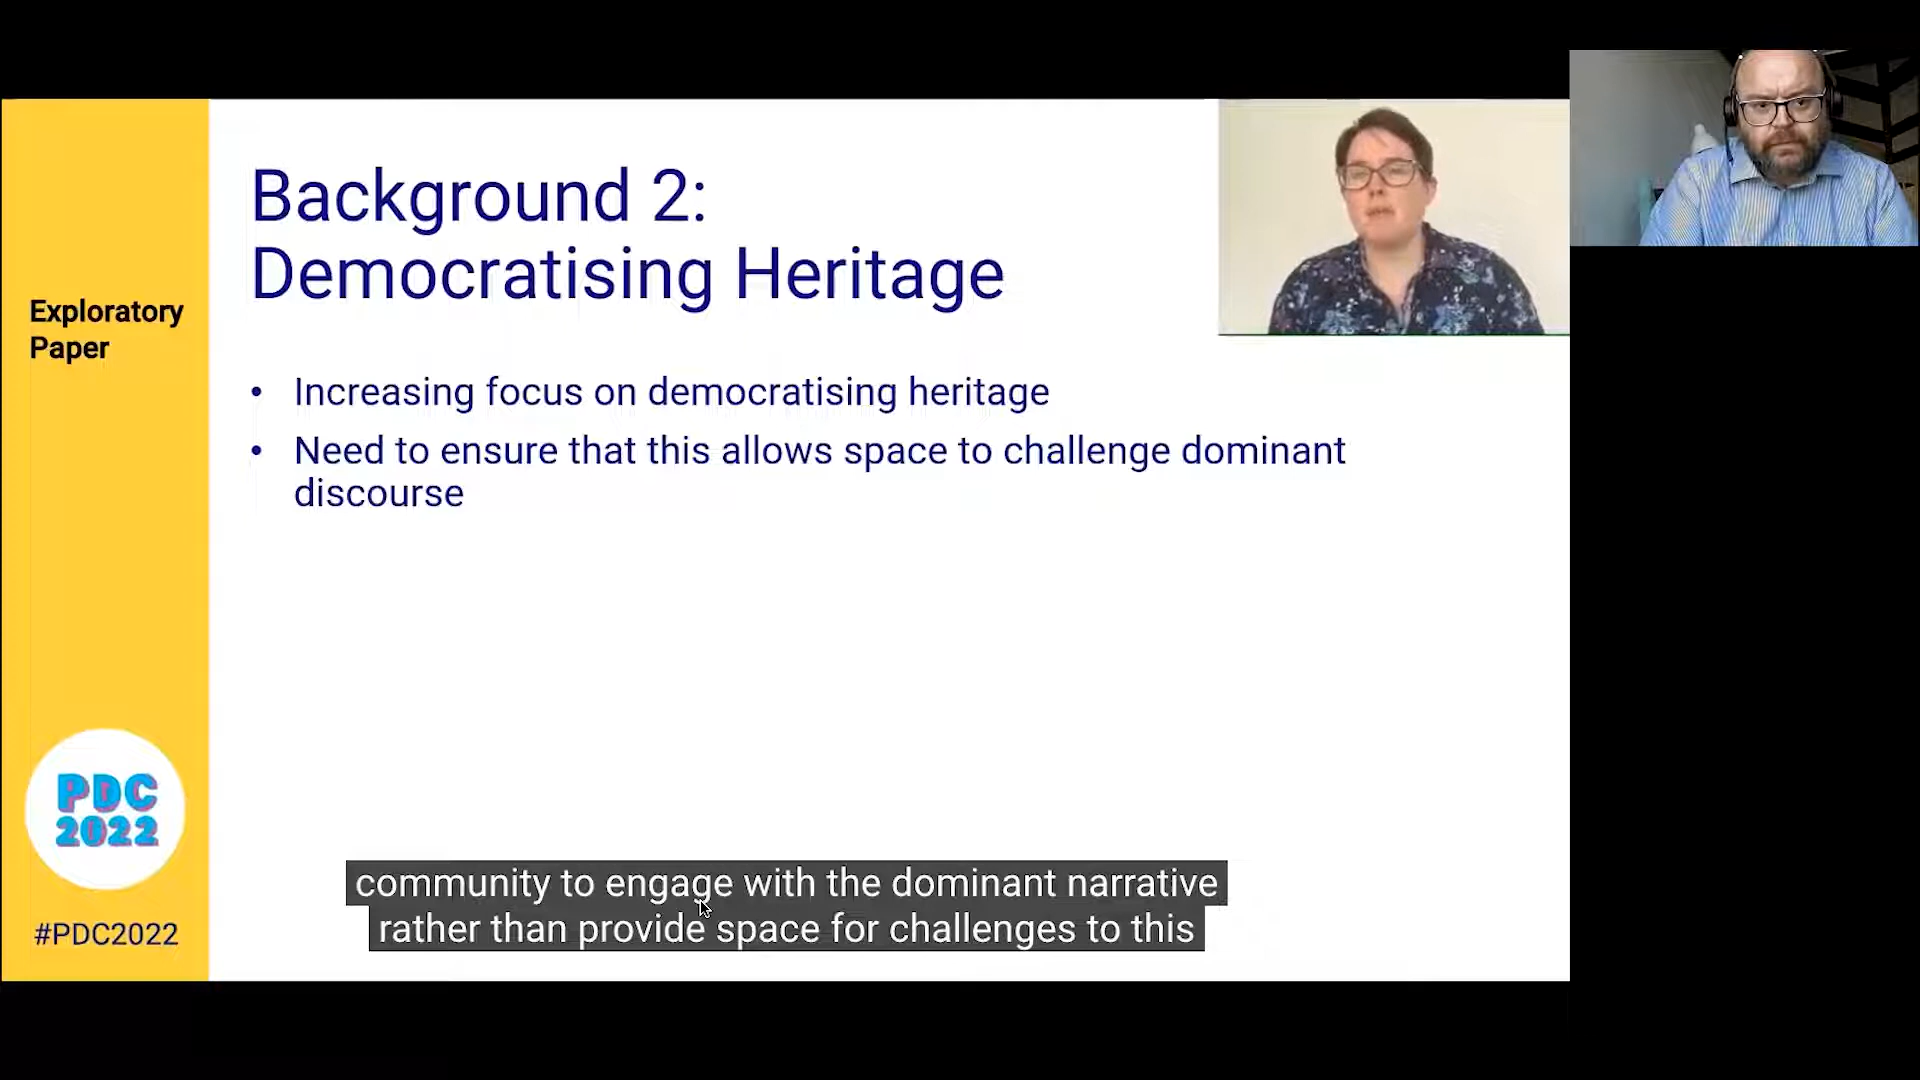 Background 2:
Democratising Heritage
Exploratory
Paper
• Increasing focus on democratising heritage
• Need to ensure that this allows space to challenge dominant
discourse
PDC
2022
#PDC2022
community to engage with the dominant narrative
rather than provide space for challenges to this